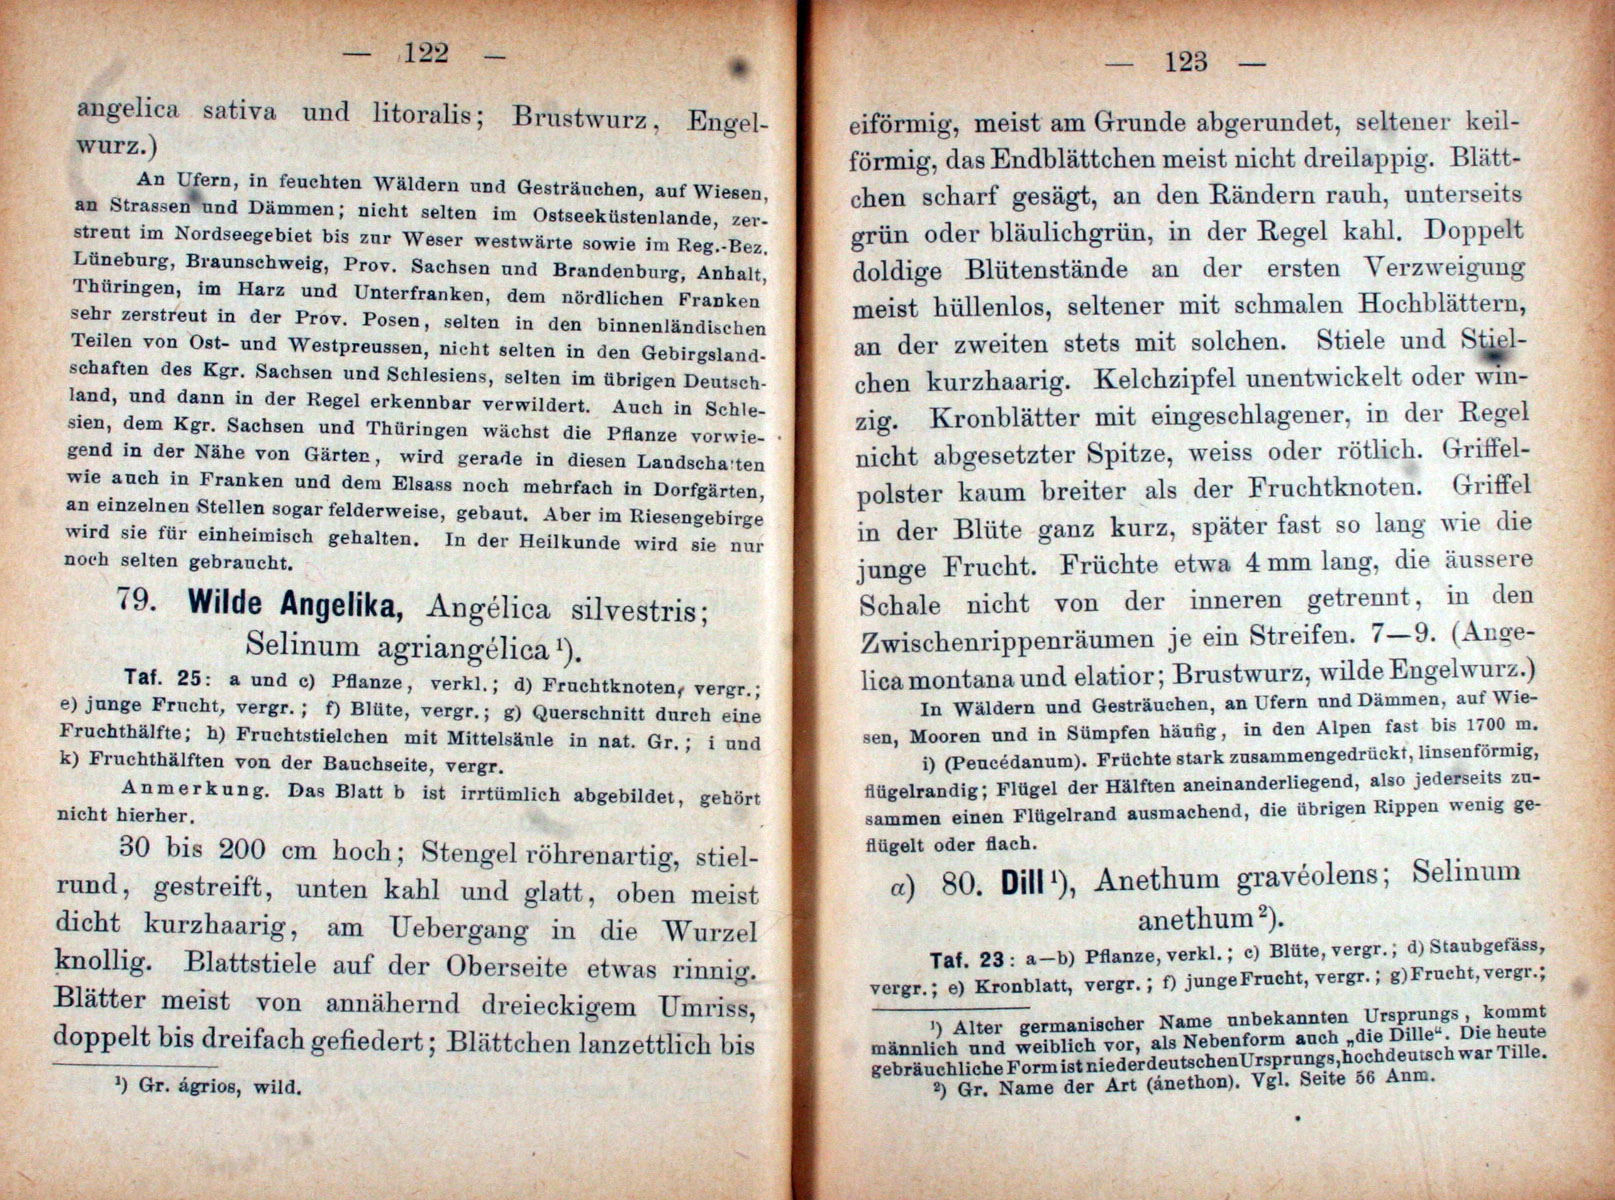 — 122 —
angelica sativa und litoralis; Brustwurz, Engel-
wurz.)
An Ufern, in feuchten Wäldern und Gesträuchen, auf Wiesen,
an Strassen und Dämmen; nicht selten im Ostseeküstenlande, zer-
streut im Nordseegebiet bis zur Weser westwärts sowie im Reg.-Bez.
Lüneburg, Braunschweig, Prov. Sachsen und Brandenburg, Anhalt,
Thüringen, im Harz und Unterfranken, dem nördlichen Franken
sehr zerstreut in der Prov. Posen, selten in den binnenländischen
Teilen von Ost- und Westpreussen, nicht selten in den Gebirgsland-
schaften des Kgr. Sachsen und Schlesiens, selten im übrigen Deutsch-
land, und dann in der Regel erkennbar verwildert. Auch in Schle-
sien, dem Kgr. Sachsen und Thüringen wächst die Pflanze vorwie-
gend in der Nähe von Gärten, wird gerade in diesen Landschaften
wie auch in Franken und dem Elsass noch mehrfach in Dorfgärten,
an einzelnen Stellen sogar felderweise, gebaut. Aber im Riesengebirge
wird sie für einheimisch gehalten. In der Heilkunde wird sie nur
noch selten gebraucht.
79. Wilde Angelika, Angélica silvestris;
Selinum agriangélica ¹).
Taf. 25: a und c) Pflanze, verkl.; d) Fruchtknoten, vergr.;
e) junge Frucht, vergr.; f) Blüte, vergr.; g) Querschnitt durch eine
Fruchthälfte; h) Fruchtstielchen mit Mittelsäule in nat. Gr.; i und
k) Fruchthälften von der Bauchseite, vergr.
Anmerkung. Das Blatt b ist irrtümlich abgebildet, gehört
nicht hierher.
30 bis 200 cm hoch; Stengel röhrenartig, stiel-
rund, gestreift, unten kahl und glatt, oben meist
dicht kurzhaarig, am Uebergang in die Wurzel
knollig. Blattstiele auf der Oberseite etwas rinnig.
Blätter meist von annähernd dreieckigem Umriss,
doppelt bis dreifach gefiedert; Blättchen lanzettlich bis
¹) Gr. ágrios, wild.
— 123 —
eiförmig, meist am Grunde abgerundet, seltener keil-
förmig, das Endblättchen meist nicht dreilappig. Blätt-
chen scharf gesägt, an den Rändern rauh, unterseits
grün oder bläulichgrün, in der Regel kahl. Doppelt
doldige Blütenstände an der ersten Verzweigung
meist hüllenlos, seltener mit schmalen Hochblättern,
an der zweiten stets mit solchen. Stiele und Stiel-
chen kurzhaarig. Kelchzipfel unentwickelt oder win-
zig. Kronblätter mit eingeschlagener, in der Regel
nicht abgesetzter Spitze, weiss oder rötlich. Griffel-
polster kaum breiter als der Fruchtknoten. Griffel
in der Blüte ganz kurz, später fast so lang wie die
junge Frucht. Früchte etwa 4 mm lang, die äussere
Schale nicht von der inneren getrennt, in den
Zwischenrippenräumen je ein Streifen. 7—9. (Ange-
lica montana und elatior; Brustwurz, wilde Engelwurz.)
In Wäldern und Gesträuchen, an Ufern und Dämmen, auf Wie-
sen, Mooren und in Sümpfen häufig, in den Alpen fast bis 1700 m.
i) (Peucédanum). Früchte stark zusammengedrückt, linsenförmig,
flügelrandig; Flügel der Hälften aneinanderliegend, also jederseits zu-
sammen einen Flügelrand ausmachend, die übrigen Rippen wenig ge-
flügelt oder flach.
α) 80. Dill ¹), Anethum gravéolens; Selinum
anethum ²).
Taf. 23: a—b) Pflanze, verkl.; c) Blüte, vergr.; d) Staubgefäss,
vergr.; e) Kronblatt, vergr.; f) junge Frucht, vergr.; g) Frucht, vergr.;
¹) Alter germanischer Name unbekannten Ursprungs, kommt
männlich und weiblich vor, als Nebenform auch „die Dille“. Die heute
gebräuchliche Form ist niederdeutschen Ursprungs, hochdeutsch war Tille.
²) Gr. Name der Art (ánethon). Vgl. Seite 56 Anm.